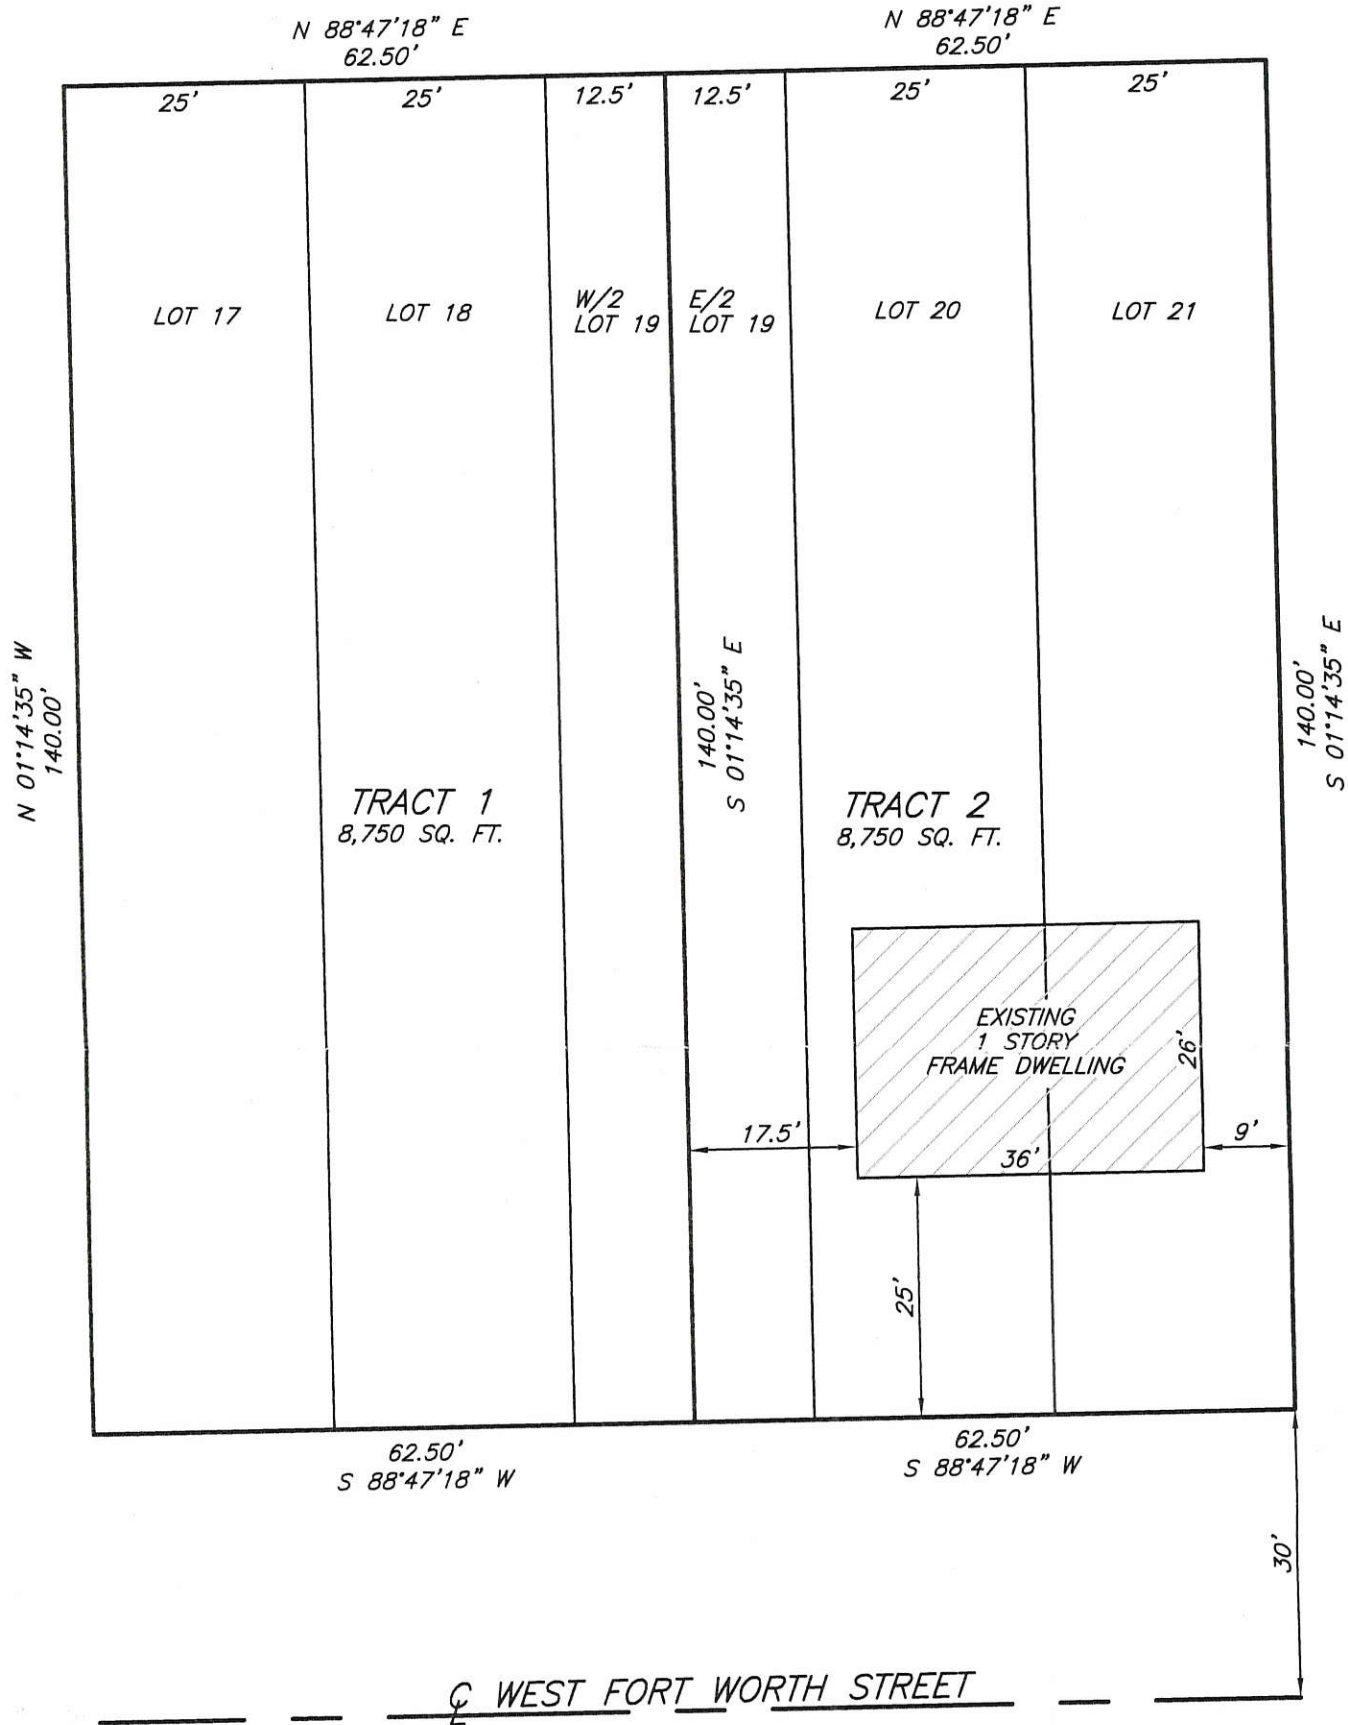 N 88°47'18" E
62.50'
N 88°47'18" E
62.50'
25'
25'
12.5'
12.5'
25'
25'
LOT 17
LOT 18
W/2
LOT 19
E/2
LOT 19
LOT 20
LOT 21
N 01°14'35" W
140.00'
140.00'
S 01°14'35" E
140.00'
S 01°14'35" E
TRACT 1
8,750 SQ. FT.
TRACT 2
8,750 SQ. FT.
EXISTING
1 STORY
FRAME DWELLING
26'
17.5'
36'
9'
25'
62.50'
S 88°47'18" W
62.50'
S 88°47'18" W
30'
℄ WEST FORT WORTH STREET